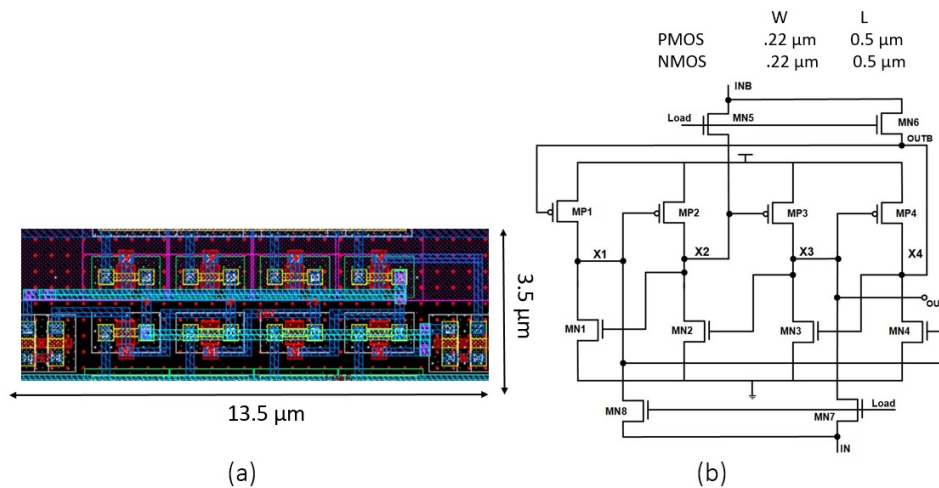 W L
PMOS .22 µm 0.5 µm
NMOS .22 µm 0.5 µm
INB
Load
MN5
MN6
OUTB
MP1
MP2
MP3
MP4
X1
X2
X3
X4
OU
MN1
MN2
MN3
MN4
MN8
MN7
Load
IN
3.5 µm
13.5 µm
(a)
(b)